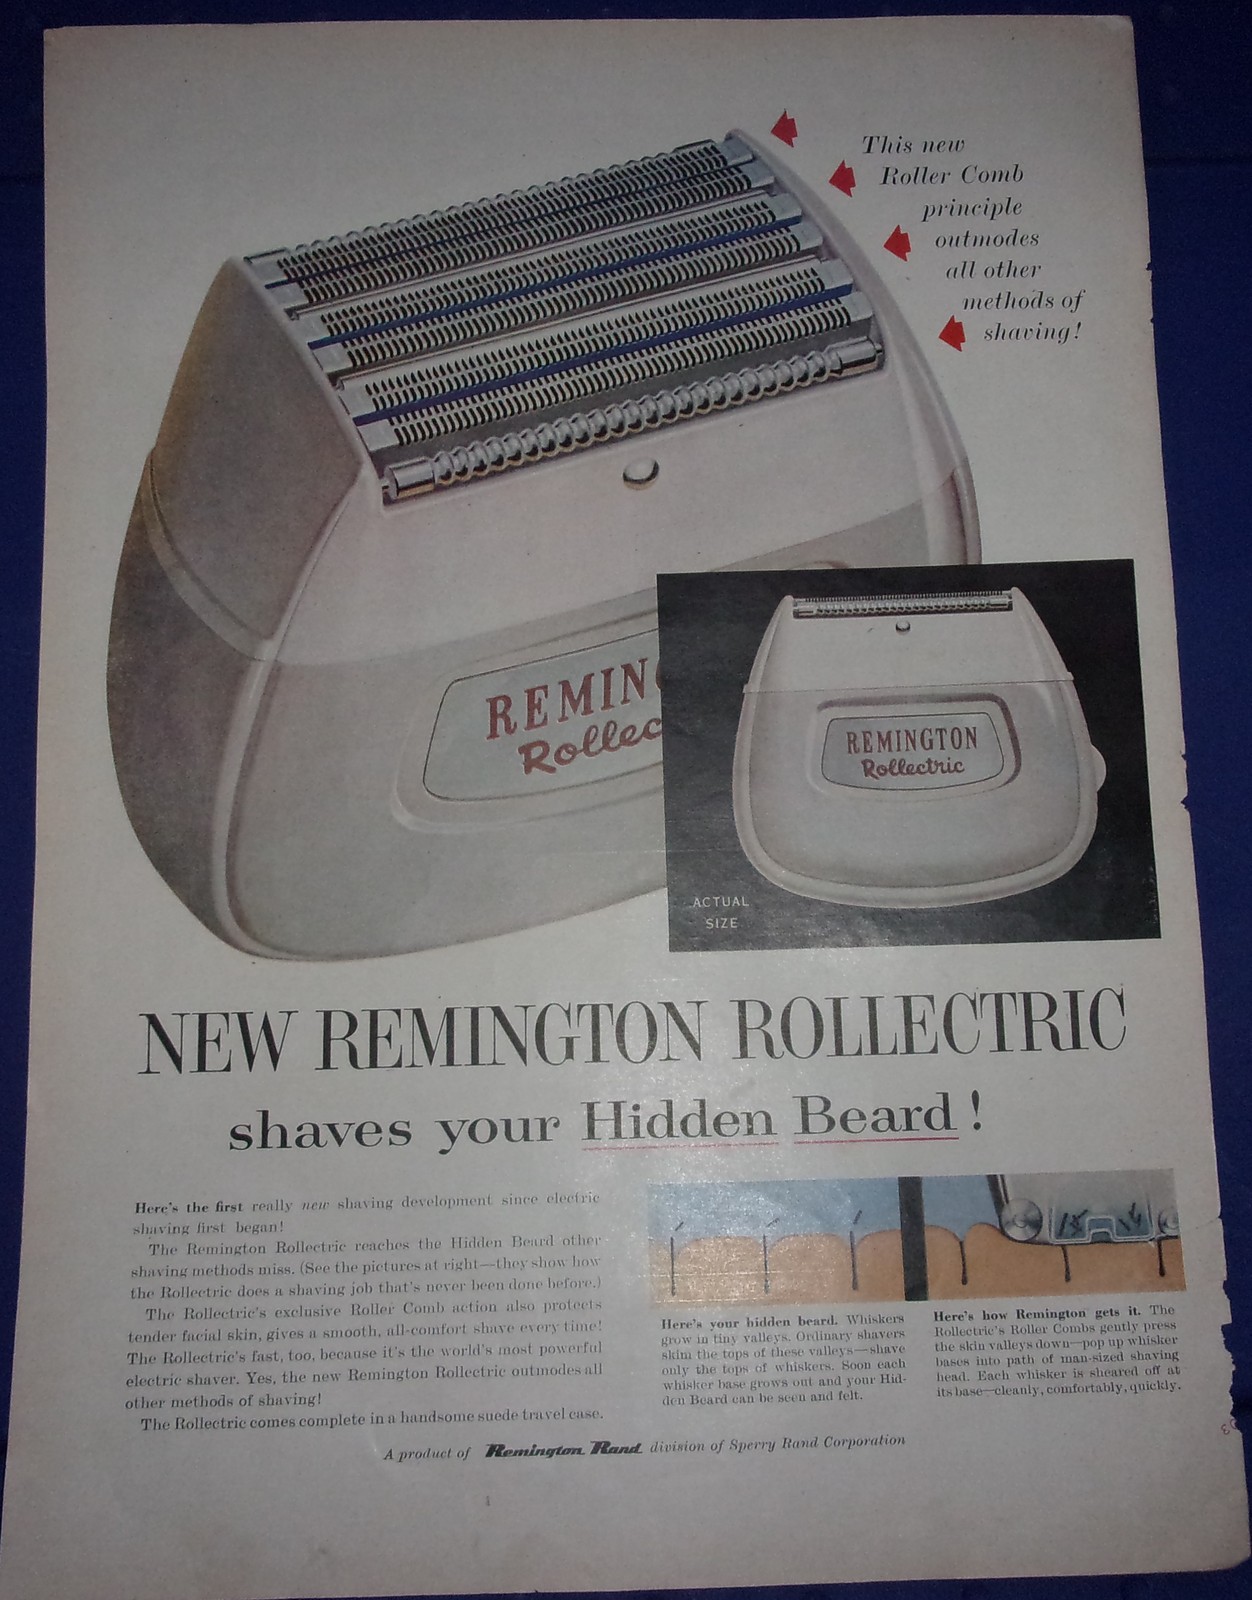 This new
Roller Comb
principle
outmodes
all other
methods of
shaving!
REMIN
Rollec
REMINGTON
Rollectric
ACTUAL
SIZE
NEW REMINGTON ROLLECTRIC
shaves your Hidden Beard!
Here's the first really new shaving development since electric
shaving first began!
The Remington Rollectric reaches the Hidden Beard other
shaving methods miss. (See the pictures at right—they show how
the Rollectric does a shaving job that's never been done before.)
The Rollectric's exclusive Roller Comb action also protects
tender facial skin, gives a smooth, all-comfort shave every time!
The Rollectric's fast, too, because it's the world's most powerful
electric shaver. Yes, the new Remington Rollectric outmodes all
other methods of shaving!
The Rollectric comes complete in a handsome suede travel case.
Here's your hidden beard. Whiskers
grow in tiny valleys. Ordinary shavers
skim the tops of these valleys—shave
only the tops of whiskers. Soon each
whisker base grows out and your Hid-
den Beard can be seen and felt.
Here's how Remington gets it. The
Rollectric's Roller Combs gently press
the skin valleys down—pop up whisker
bases into path of man-sized shaving
head. Each whisker is sheared off at
its base—cleanly, comfortably, quickly.
A product of Remington Rand division of Sperry Rand Corporation